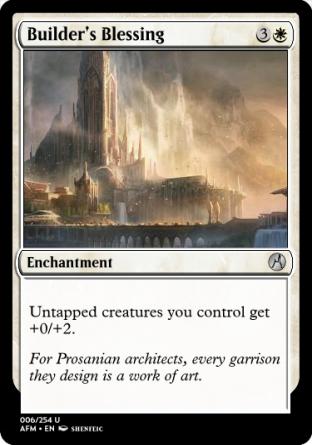 Builder's Blessing 3
Enchantment
Untapped creatures you control get
+0/+2.
For Prosanian architects, every garrison
they design is a work of art.
006/254 U
AFM • EN SHENTEIC